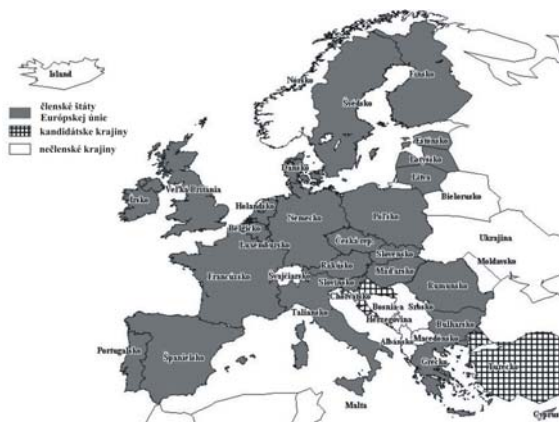 Island
členské štáty
Európskej únie
kandidátske krajiny
nečlenské krajiny
Nórsko
Švédsko
Fínsko
Estónsko
Lotyšsko
Litva
Dánsko
Írsko
Veľká Británia
Holandsko
Belgicko
Luxembursko
Nemecko
Poľsko
Bielorusko
Ukrajina
Moldavsko
Česká rep.
Slovensko
Rakúsko
Maďarsko
Francúzsko
Švajčiarsko
Slovinsko
Chorvátsko
Rumunsko
Taliansko
Bosna a
Herzegovina
Srbsko
Bulharsko
Macedónsko
Albánsko
Grécko
Turecko
Portugalsko
Španielsko
Malta
Cyprus